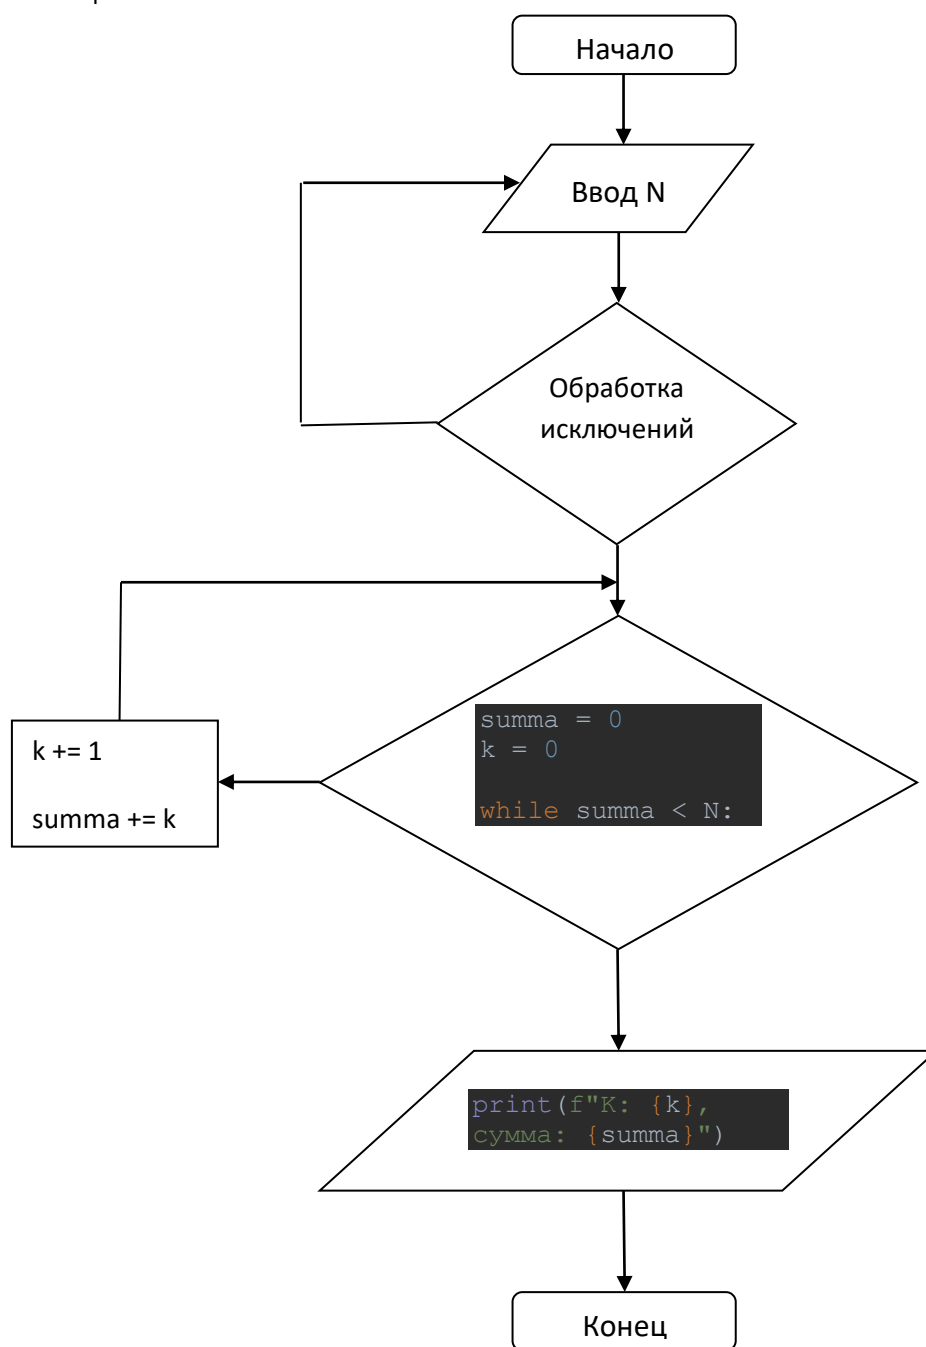 Начало
Ввод N
Обработка
исключений
summa = 0
k = 0
while summa < N:
k += 1
summa += k
print(f"K: {k},
сумма: {summa}")
Конец